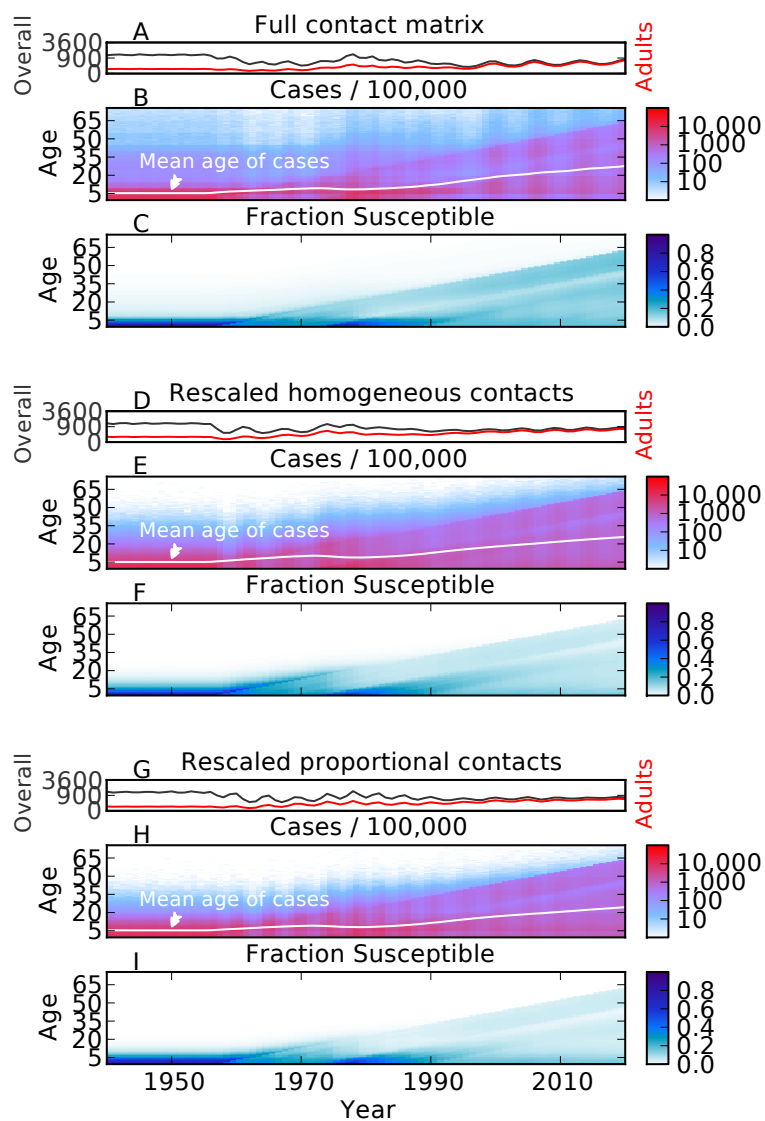 A Full contact matrix
Overall
3600
900
0
Adults
B Cases / 100,000
Age
65
50
35
20
5
Mean age of cases
10,000
1,000
100
10
C Fraction Susceptible
Age
65
50
35
20
5
0.8
0.6
0.4
0.2
0.0
D Rescaled homogeneous contacts
Overall
3600
900
0
Adults
E Cases / 100,000
Age
65
50
35
20
5
Mean age of cases
10,000
1,000
100
10
F Fraction Susceptible
Age
65
50
35
20
5
0.8
0.6
0.4
0.2
0.0
G Rescaled proportional contacts
Overall
3600
900
0
Adults
H Cases / 100,000
Age
65
50
35
20
5
Mean age of cases
10,000
1,000
100
10
I Fraction Susceptible
Age
65
50
35
20
5
0.8
0.6
0.4
0.2
0.0
1950 1970 1990 2010
Year